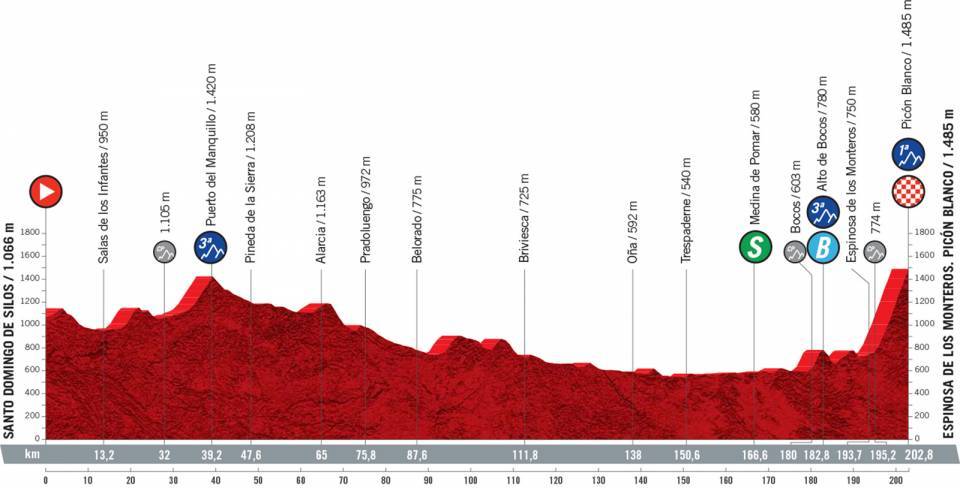 SANTO DOMINGO DE SILOS / 1.066 m
Salas de los Infantes / 950 m
1.105 m
CP
Puerto del Manquillo / 1.420 m
3ª
Pineda de la Sierra / 1.208 m
Alarcia / 1.163 m
Pradoluengo / 972 m
Belorado / 775 m
Briviesca / 725 m
Oña / 592 m
Trespaderne / 540 m
Medina de Pomar / 580 m
S
Bocos / 603 m
CP
Alto de Bocos / 780 m
3ª
B
Espinosa de los Monteros / 750 m
774 m
CP
Picón Blanco / 1.485 m
1ª
ESPINOSA DE LOS MONTEROS. PICÓN BLANCO / 1.485 m
1800 1800
1600 1600
1400 1400
1200 1200
1000 1000
800 800
600 600
400 400
200 200
0 0
km 13,2 32 39,2 47,6 65 75,8 87,6 111,8 138 150,6 166,6 180 182,8 193,7 195,2 202,8
0 10 20 30 40 50 60 70 80 90 100 110 120 130 140 150 160 170 180 190 200